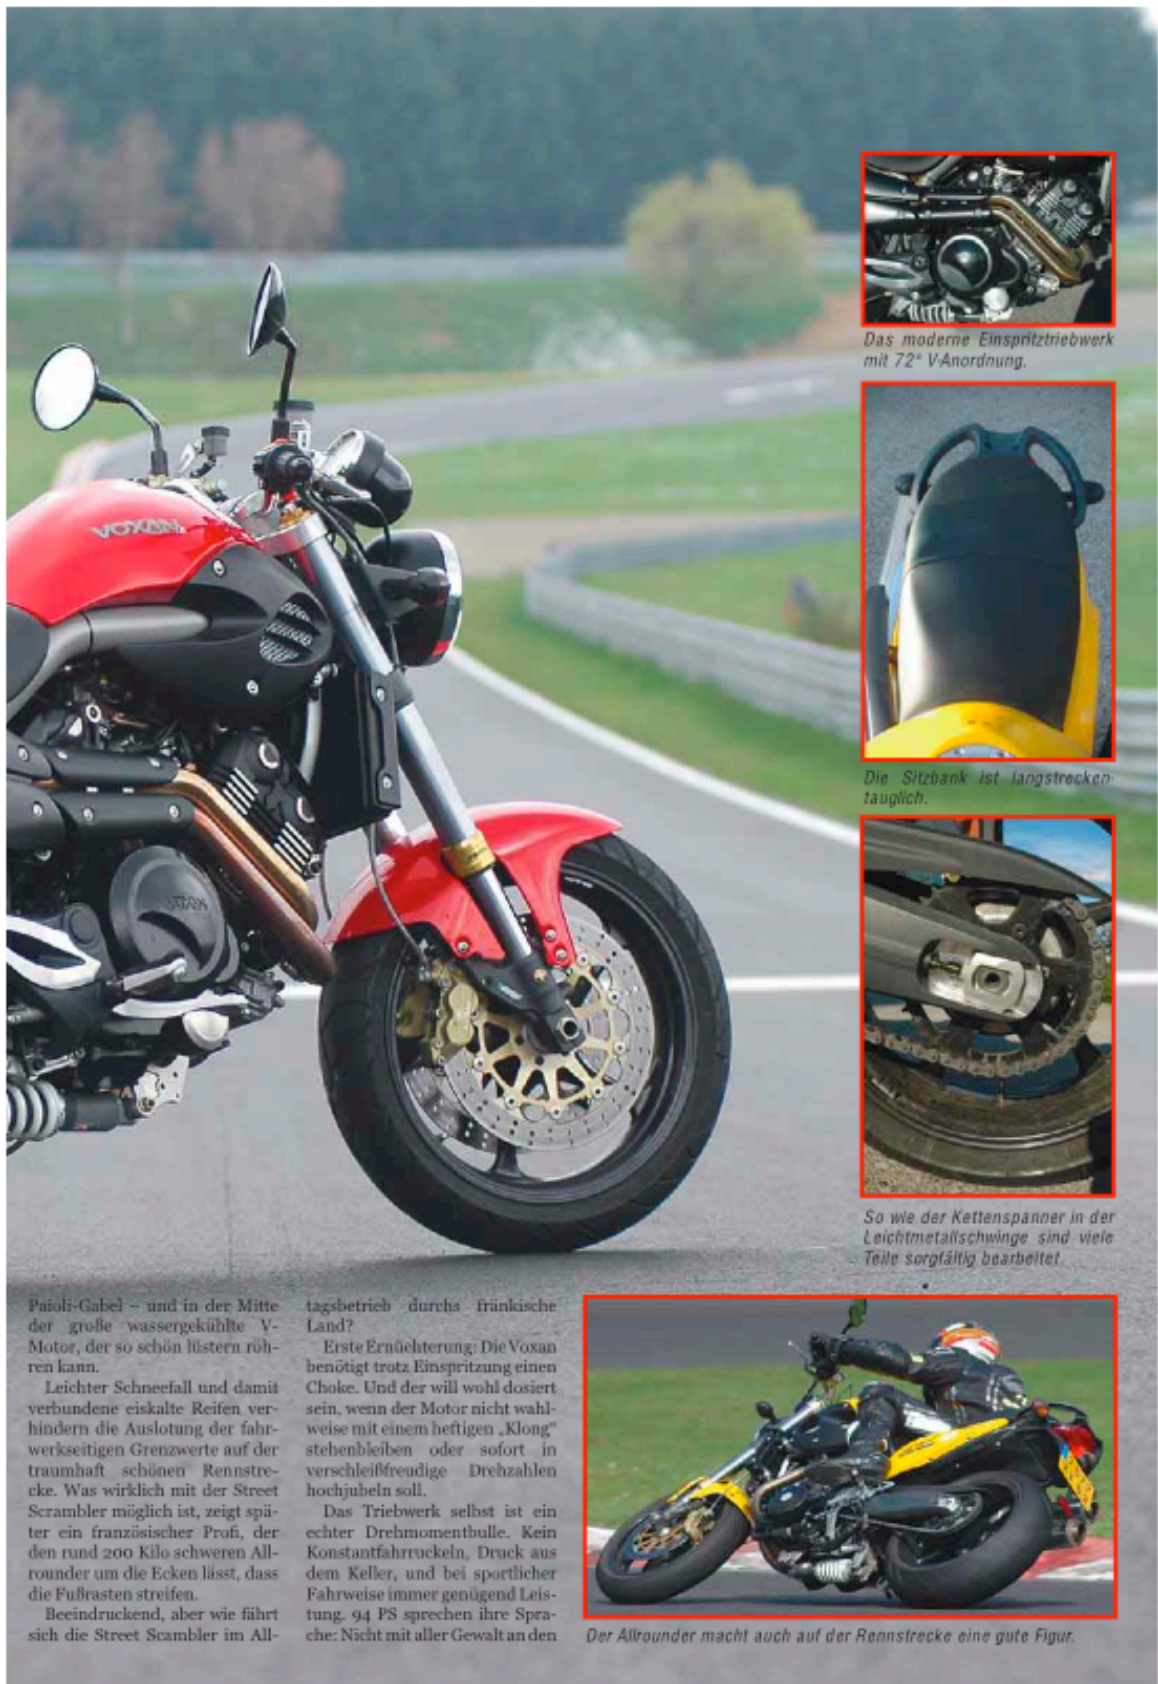 VOXAN
VOXAN
Das moderne Einspritztriebwerk
mit 72° V-Anordnung.
Die Sitzbank ist langstrecken-
tauglich.
So wie der Kettenspanner in der
Leichtmetallschwinge sind viele
Teile sorgfältig bearbeitet
Paioli-Gabel – und in der Mitte
der große wassergekühlte V-
Motor, der so schön lüstern röh-
ren kann.
Leichter Schneefall und damit
verbundene eiskalte Reifen ver-
hindern die Auslotung der fahr-
werkseitigen Grenzwerte auf der
traumhaft schönen Rennstre-
cke. Was wirklich mit der Street
Scrambler möglich ist, zeigt spä-
ter ein französischer Profi, der
den rund 200 Kilo schweren All-
rounder um die Ecken lässt, dass
die Fußrasten streifen.
Beeindruckend, aber wie fährt
sich die Street Scambler im All-
tagsbetrieb durchs fränkische
Land?
Erste Ernüchterung: Die Voxan
benötigt trotz Einspritzung einen
Choke. Und der will wohl dosiert
sein, wenn der Motor nicht wahl-
weise mit einem heftigen „Klong“
stehenbleiben oder sofort in
verschleißfreudige Drehzahlen
hochjubeln soll.
Das Triebwerk selbst ist ein
echter Drehmomentbulle. Kein
Konstantfahrruckeln, Druck aus
dem Keller, und bei sportlicher
Fahrweise immer genügend Leis-
tung. 94 PS sprechen ihre Spra-
che: Nicht mit aller Gewalt an den
Der Allrounder macht auch auf der Rennstrecke eine gute Figur.